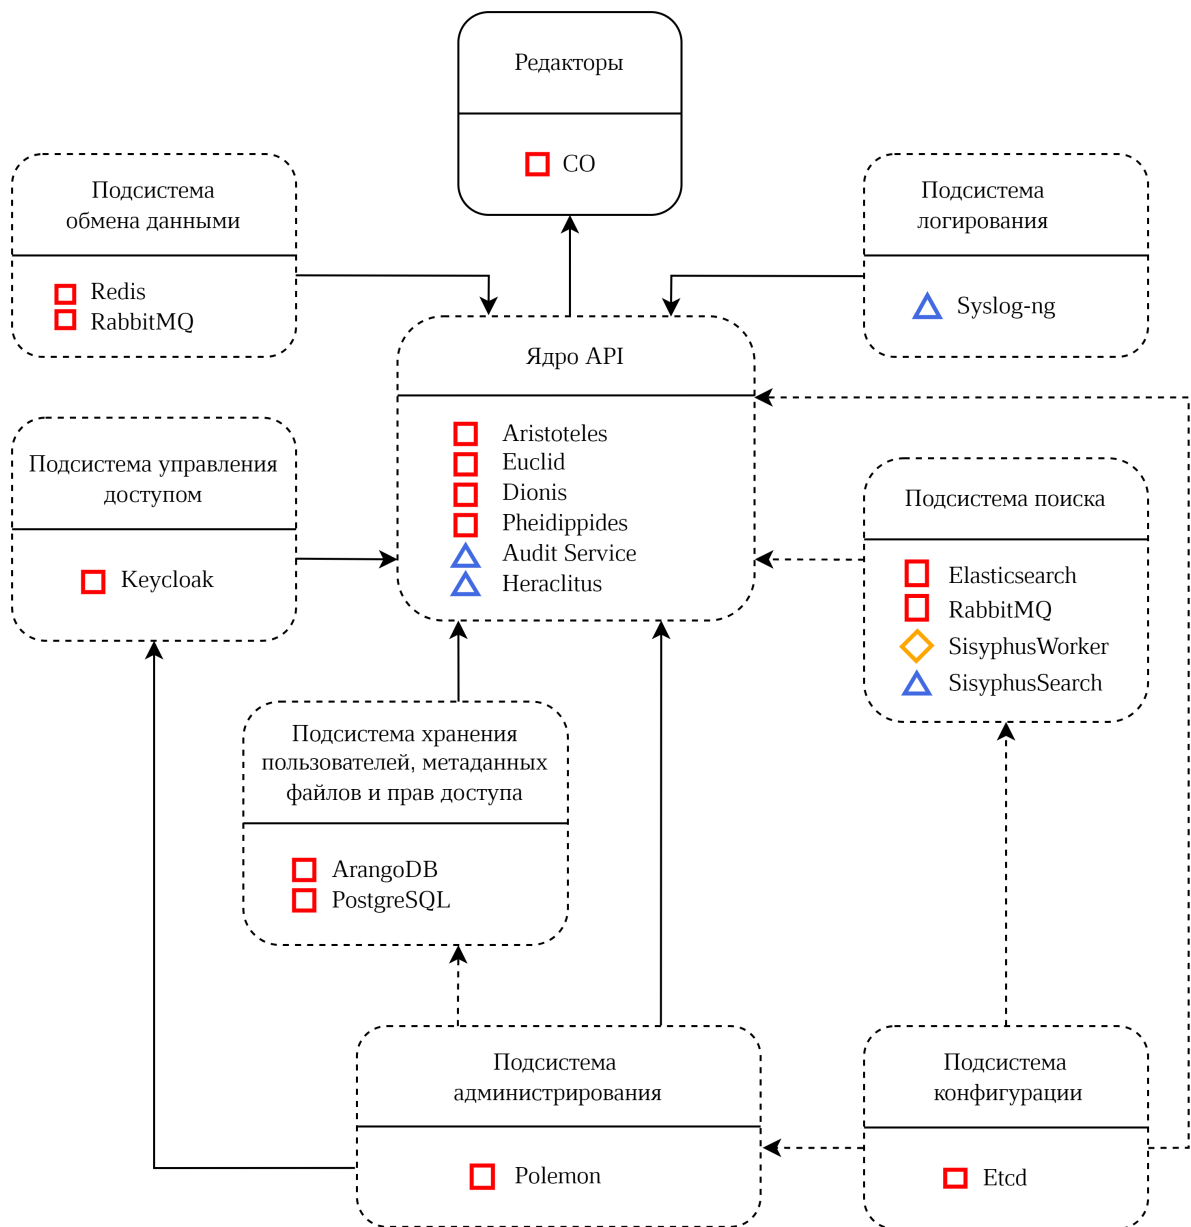 Редакторы
CO
Подсистема
обмена данными
Redis
RabbitMQ
Подсистема
логирования
Syslog-ng
Ядро API
Aristoteles
Euclid
Dionis
Pheidippides
Audit Service
Heraclitus
Подсистема управления
доступом
Keycloak
Подсистема поиска
Elasticsearch
RabbitMQ
SisyphusWorker
SisyphusSearch
Подсистема хранения
пользователей, метаданных
файлов и прав доступа
ArangoDB
PostgreSQL
Подсистема
администрирования
Polemon
Подсистема
конфигурации
Etcd